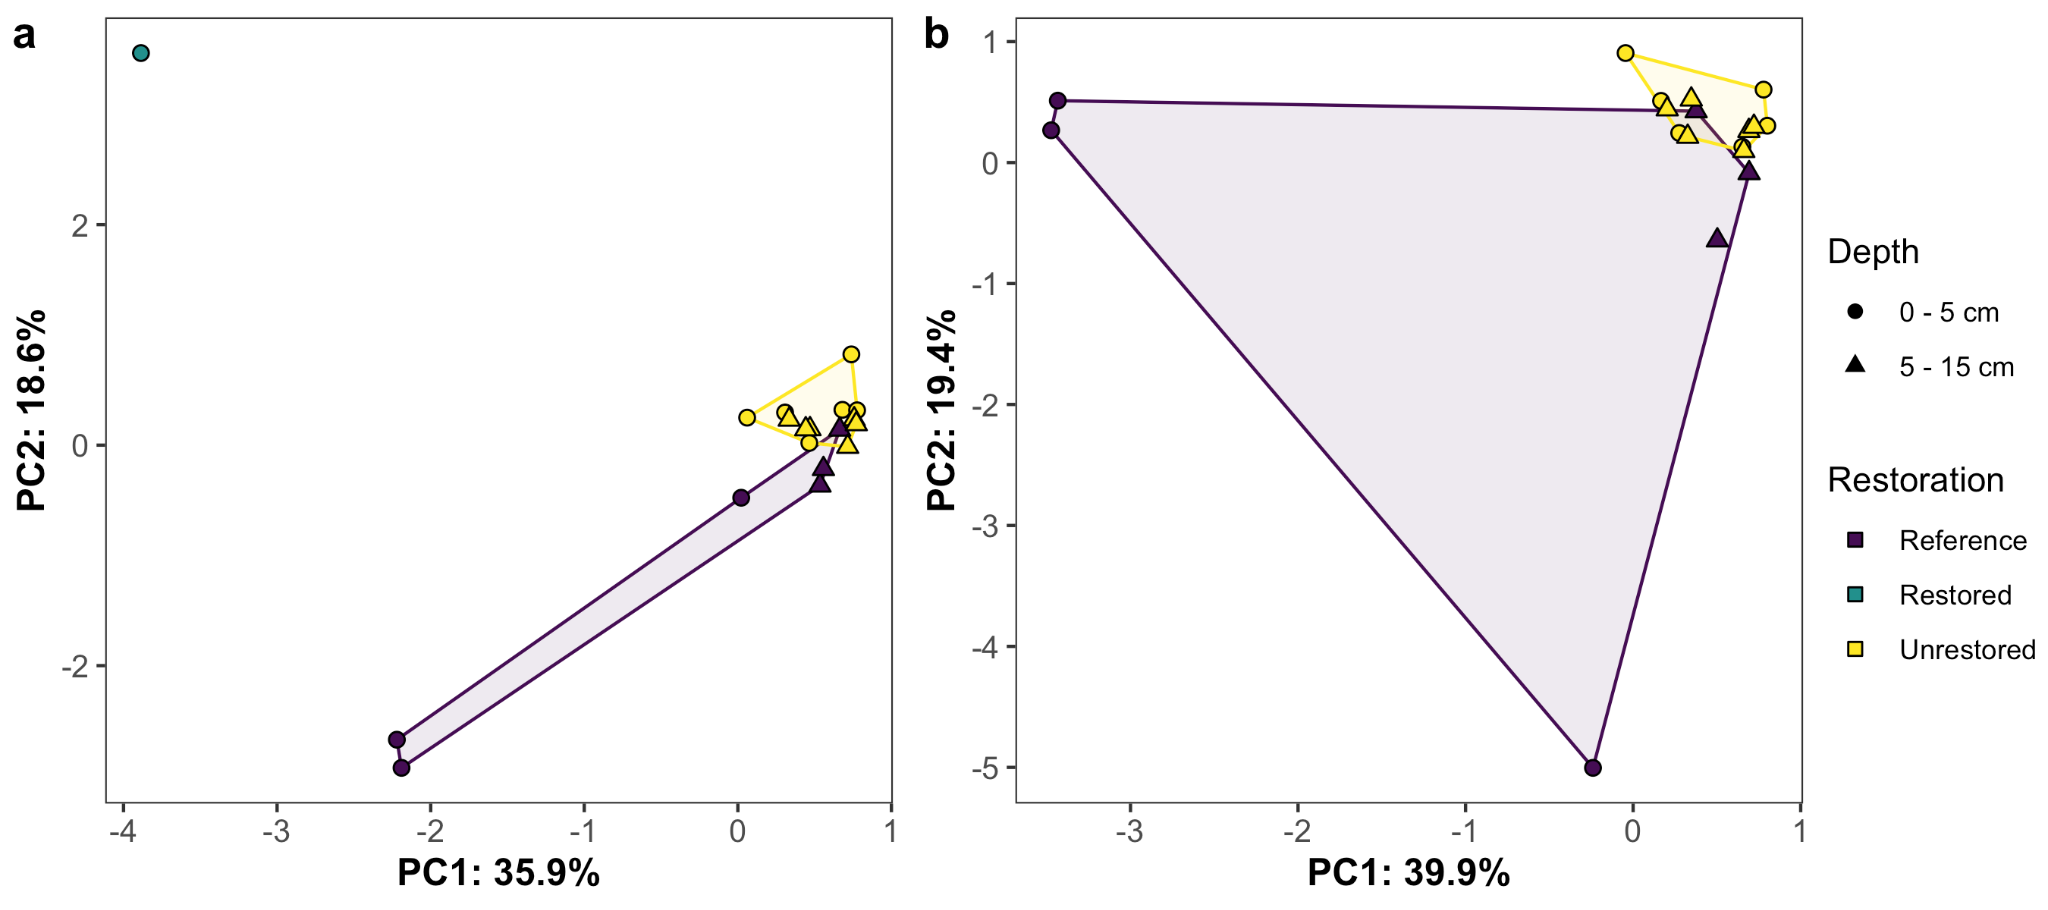 a
2
0
-2
PC2: 18.6%
-4
-3
-2
-1
0
1
PC1: 35.9%
b
1
0
-1
-2
-3
-4
-5
PC2: 19.4%
-3
-2
-1
0
1
PC1: 39.9%
Depth
0 - 5 cm
5 - 15 cm
Restoration
Reference
Restored
Unrestored